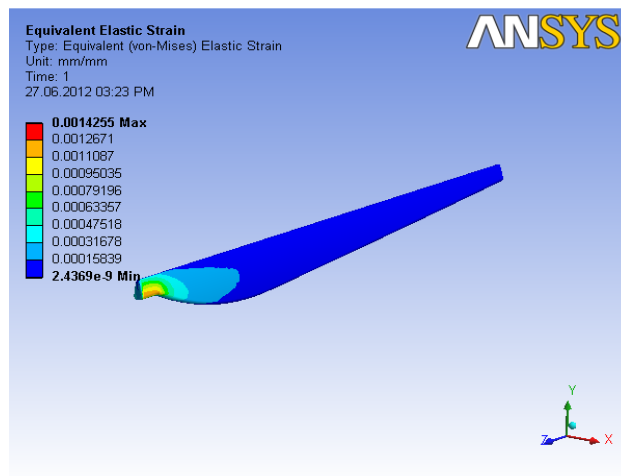 Equivalent Elastic Strain
Type: Equivalent (von-Mises) Elastic Strain
Unit: mm/mm
Time: 1
27.06.2012 03:23 PM
ANSYS
0.0014255 Max
0.0012671
0.0011087
0.00095035
0.00079196
0.00063357
0.00047518
0.00031678
0.00015839
2.4369e-9 Min
Y
Z
X